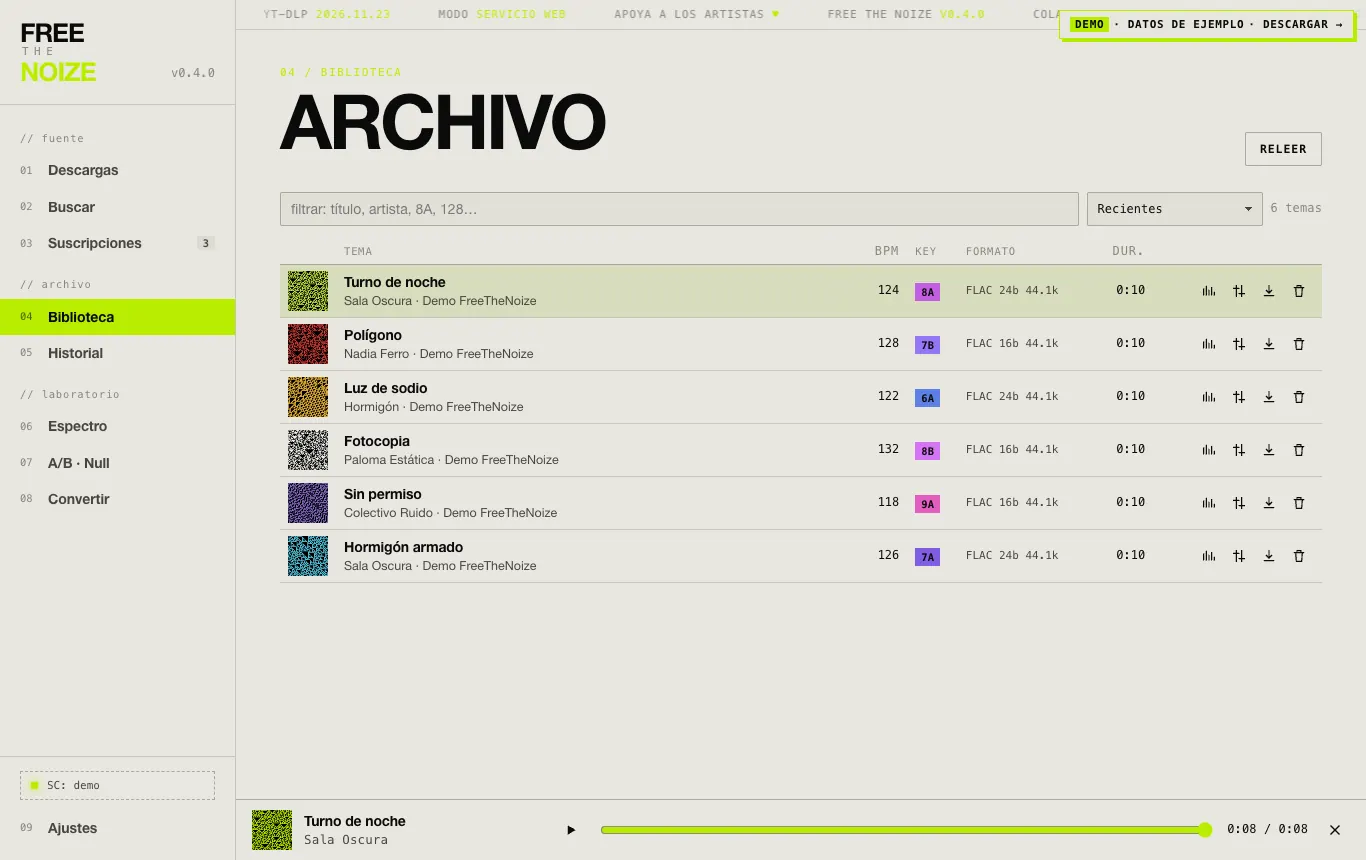 FREE
THE
NOIZE
v0.4.0
// fuente
01 Descargas
02 Buscar
03 Suscripciones 3
// archivo
04 Biblioteca
05 Historial
// laboratorio
06 Espectro
07 A/B · Null
08 Convertir
SC: demo
09 Ajustes
YT-DLP 2026.11.23 MODO SERVICIO WEB APOYA A LOS ARTISTAS ♥ FREE THE NOIZE V0.4.0 COLA
DEMO · DATOS DE EJEMPLO · DESCARGAR →
04 / BIBLIOTECA
ARCHIVO
RELEER
filtrar: título, artista, 8A, 128…
Recientes
6 temas
TEMA BPM KEY FORMATO DUR.
Turno de noche
Sala Oscura · Demo FreeTheNoize
124 8A FLAC 24b 44.1k 0:10
Polígono
Nadia Ferro · Demo FreeTheNoize
128 7B FLAC 16b 44.1k 0:10
Luz de sodio
Hormigón · Demo FreeTheNoize
122 6A FLAC 24b 44.1k 0:10
Fotocopia
Paloma Estática · Demo FreeTheNoize
132 8B FLAC 16b 44.1k 0:10
Sin permiso
Colectivo Ruido · Demo FreeTheNoize
118 9A FLAC 16b 44.1k 0:10
Hormigón armado
Sala Oscura · Demo FreeTheNoize
126 7A FLAC 24b 44.1k 0:10
Turno de noche
Sala Oscura
0:08 / 0:08